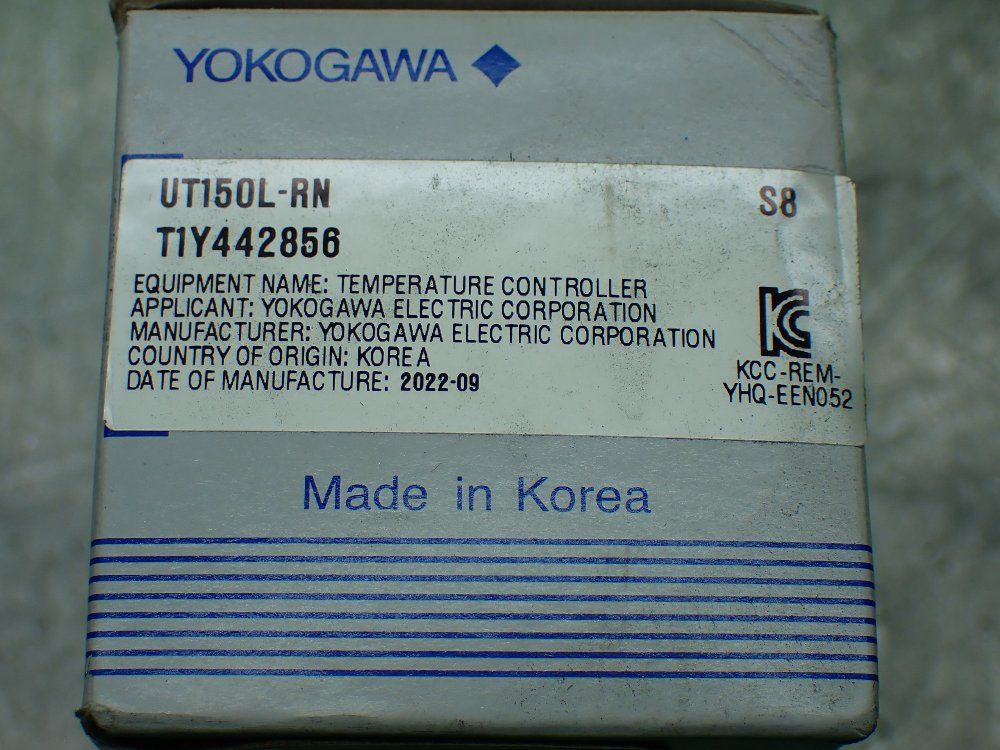 YOKOGAWA
UT150L-RN S8
T1Y442856
EQUIPMENT NAME: TEMPERATURE CONTROLLER
APPLICANT: YOKOGAWA ELECTRIC CORPORATION
MANUFACTURER: YOKOGAWA ELECTRIC CORPORATION
COUNTRY OF ORIGIN: KOREA
DATE OF MANUFACTURE: 2022-09
KC
KCC-REM-
YHQ-EEN052
Made in Korea